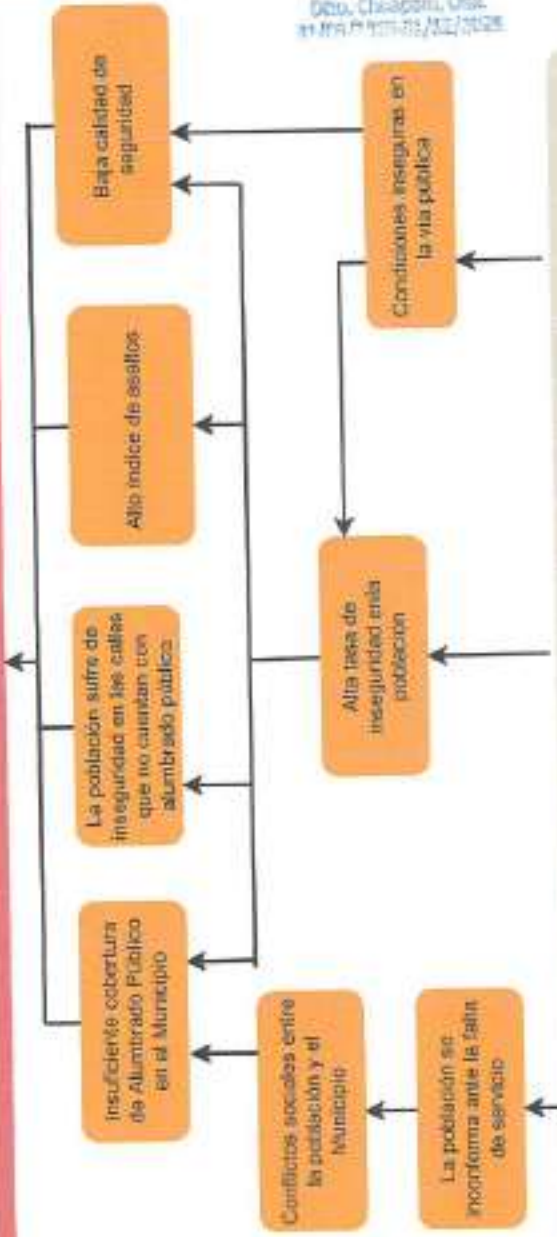 Insuficiente cobertura
de Alumbrado Público
en el Municipio
La población sufre de
inseguridad en las calles
que no cuentan con
alumbrado público
Alto índice de asaltos
Baja calidad de
seguridad
Conflictos sociales entre
la población y el
Municipio
Alta tasa de
inseguridad enla
población
Condiciones inseguras en
la vía pública
La población se
inconforma ante la falta
de servicio